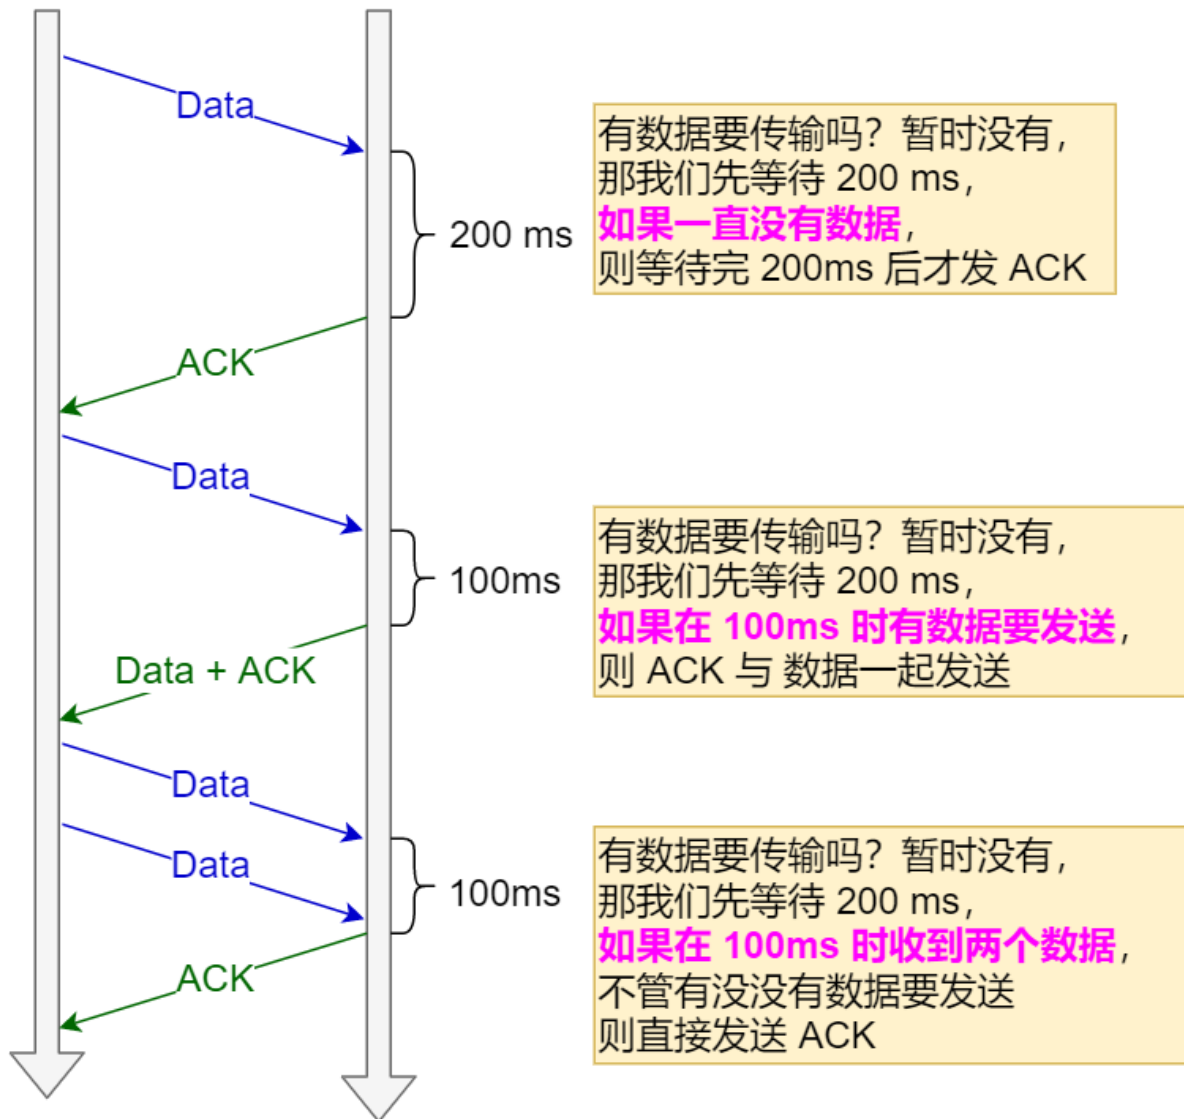 Data
有数据要传输吗？暂时没有，
那我们先等待 200 ms，
如果一直没有数据，
则等待完 200ms 后才发 ACK
200 ms
ACK
Data
有数据要传输吗？暂时没有，
那我们先等待 200 ms，
如果在 100ms 时有数据要发送，
则 ACK 与 数据一起发送
100ms
Data + ACK
Data
Data
有数据要传输吗？暂时没有，
那我们先等待 200 ms，
如果在 100ms 时收到两个数据，
不管有没没有数据要发送
则直接发送 ACK
100ms
ACK